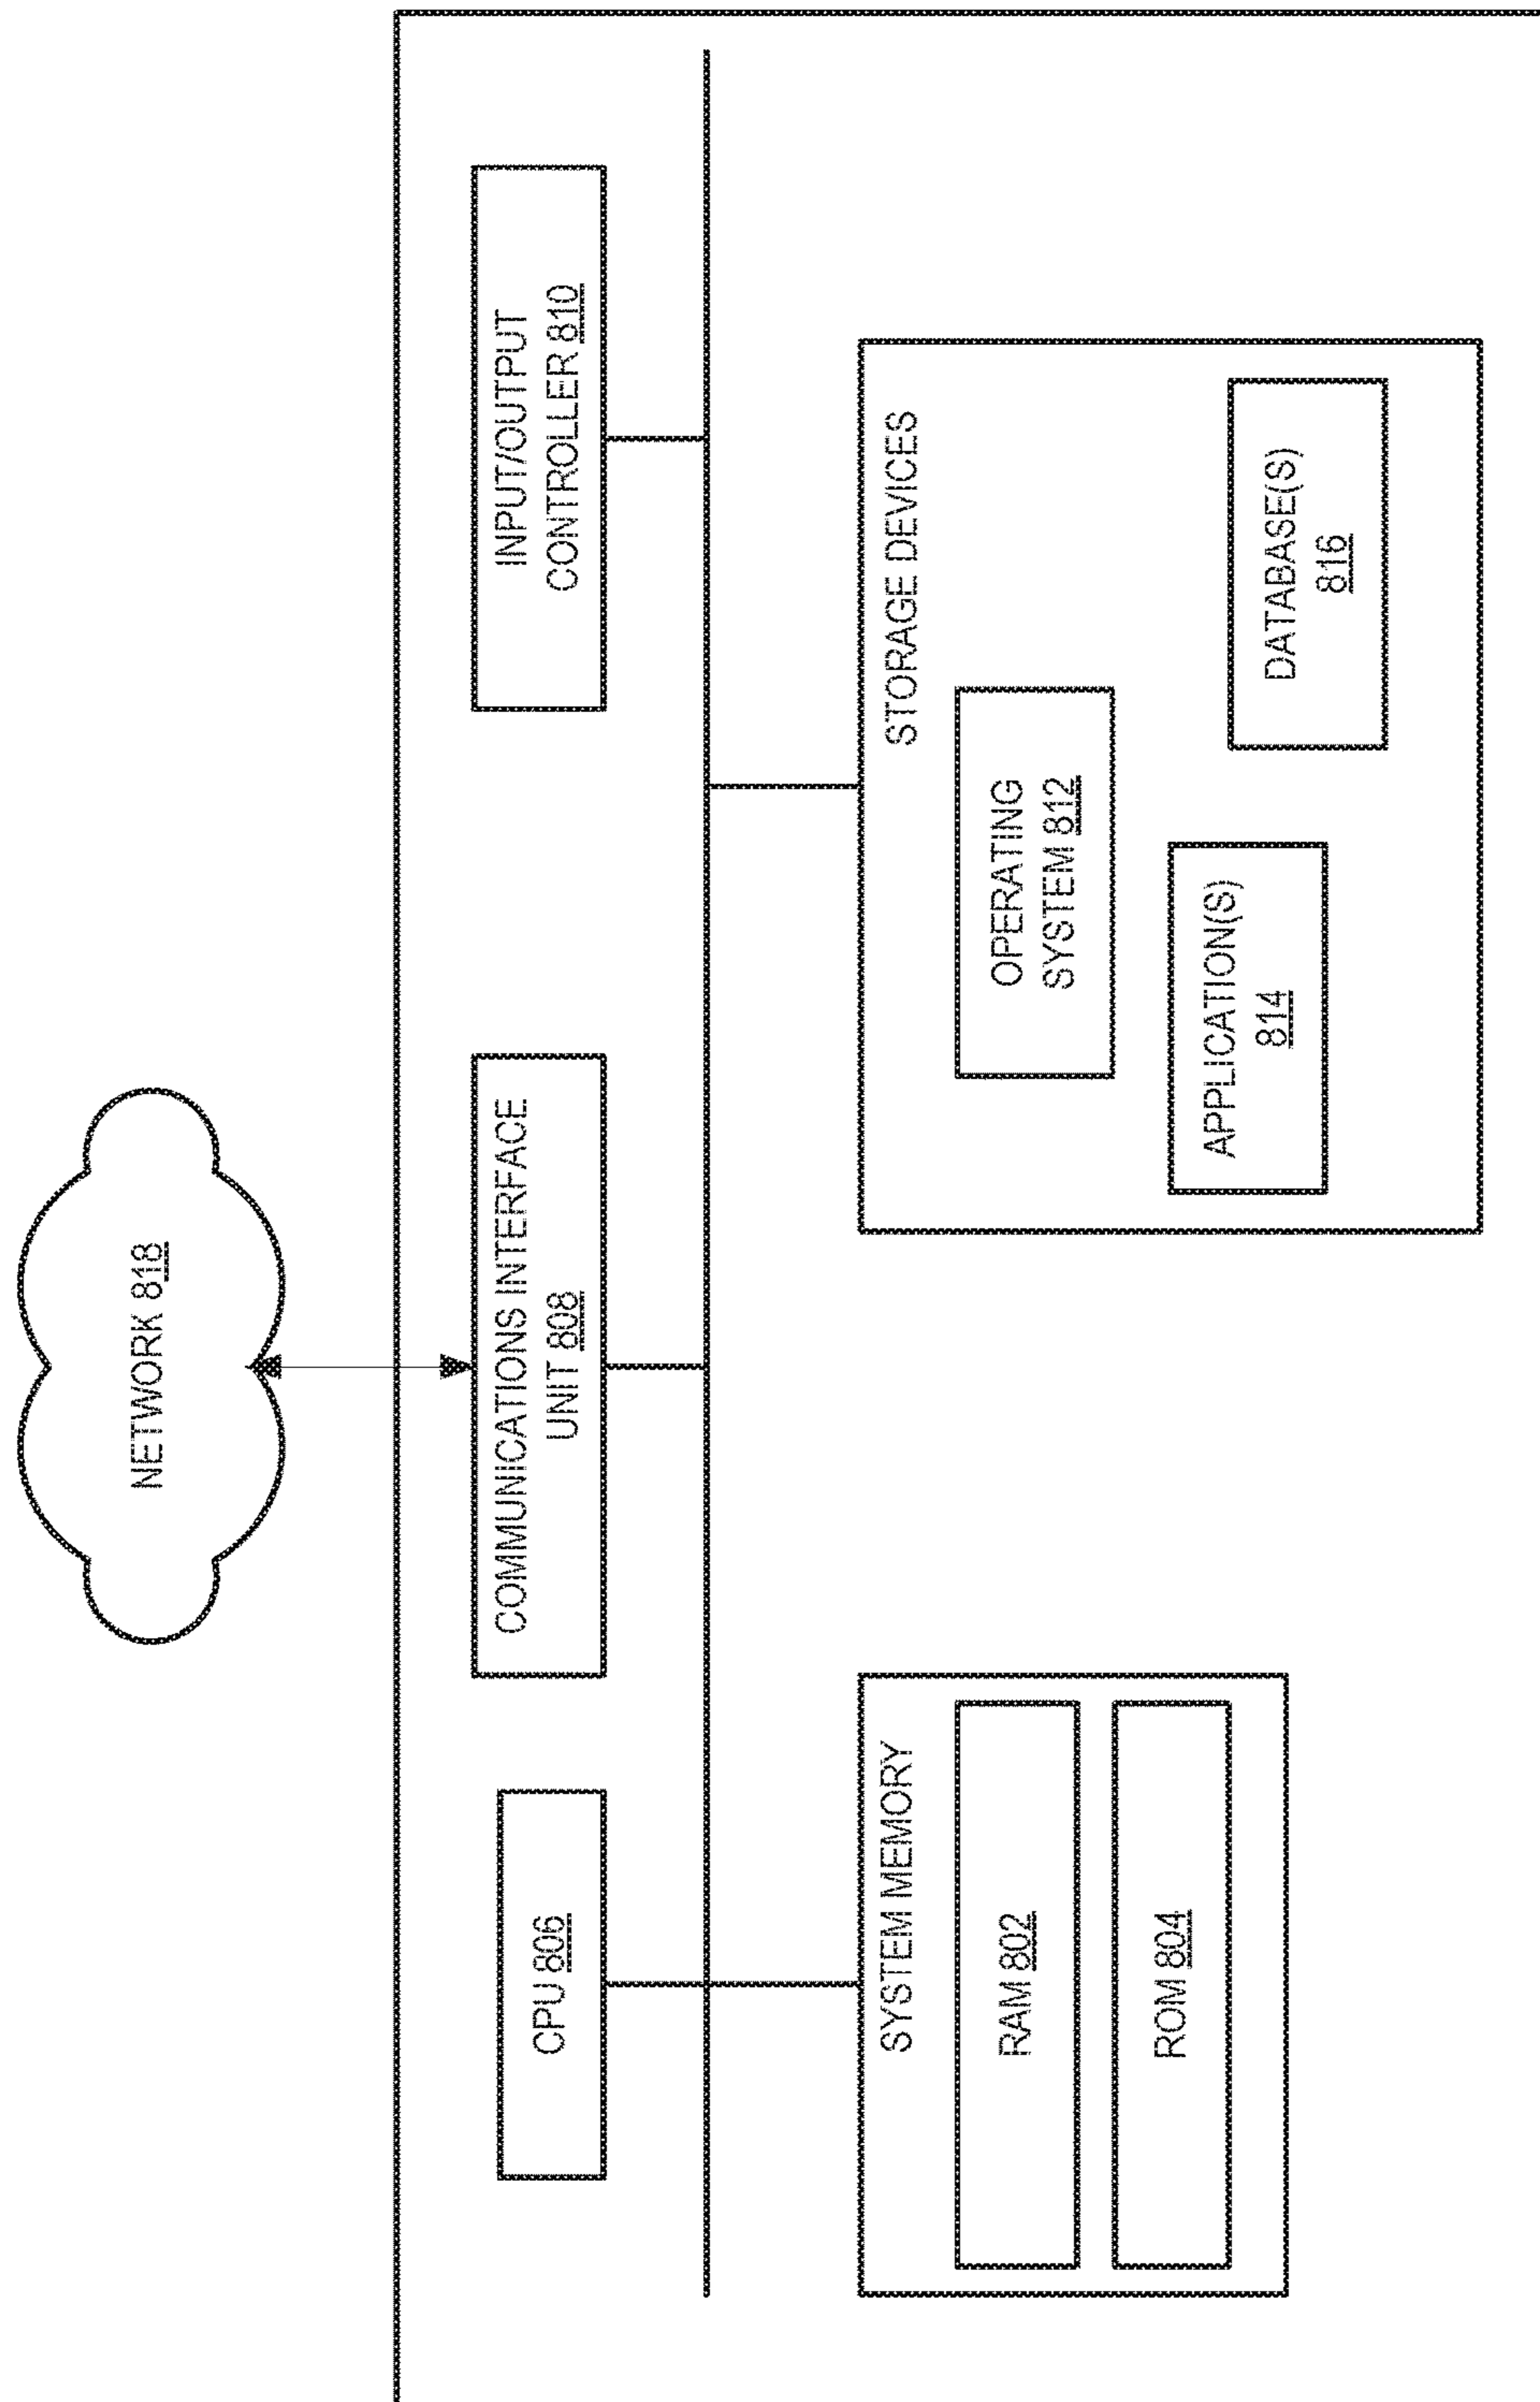 NETWORK 818
CPU 806
COMMUNICATIONS INTERFACE
UNIT 808
INPUT/OUTPUT
CONTROLLER 810
SYSTEM MEMORY
RAM 802
ROM 804
STORAGE DEVICES
OPERATING
SYSTEM 812
APPLICATION(S)
814
DATABASE(S)
816